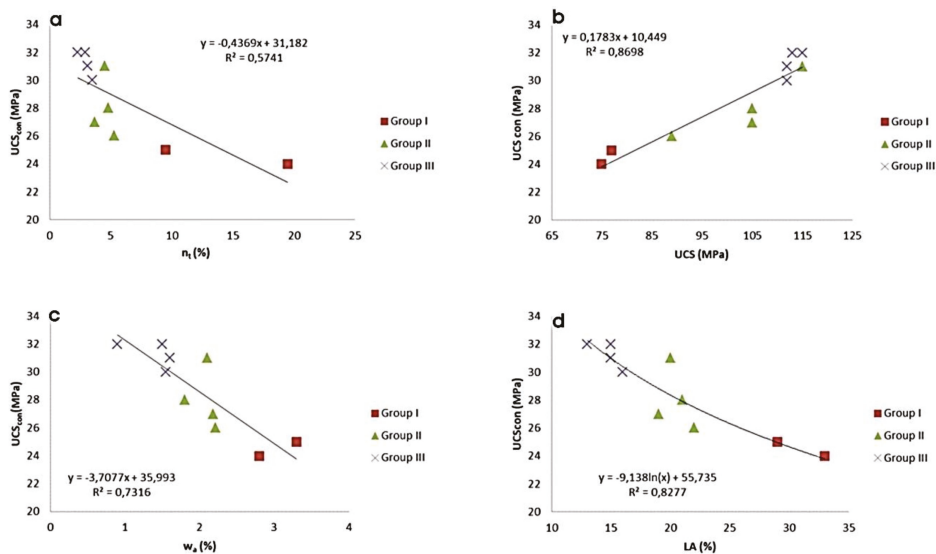 a
34
32
30
28
26
24
22
20
0
5
10
15
20
25
UCScon (MPa)
nt (%)
y = -0,4369x + 31,182
R² = 0,5741
Group I
Group II
Group III
b
34
32
30
28
26
24
22
20
65
75
85
95
105
115
125
UCS con (MPa)
UCS (MPa)
y = 0,1783x + 10,449
R² = 0,8698
Group I
Group II
Group III
c
34
32
30
28
26
24
22
20
0
1
2
3
4
UCScon(MPa)
wa (%)
y = -3,7077x + 35,993
R² = 0,7316
Group I
Group II
Group III
d
34
32
30
28
26
24
22
20
10
15
20
25
30
35
UCScon (MPa)
LA (%)
y = -9,138ln(x) + 55,735
R² = 0,8277
Group I
Group II
Group III